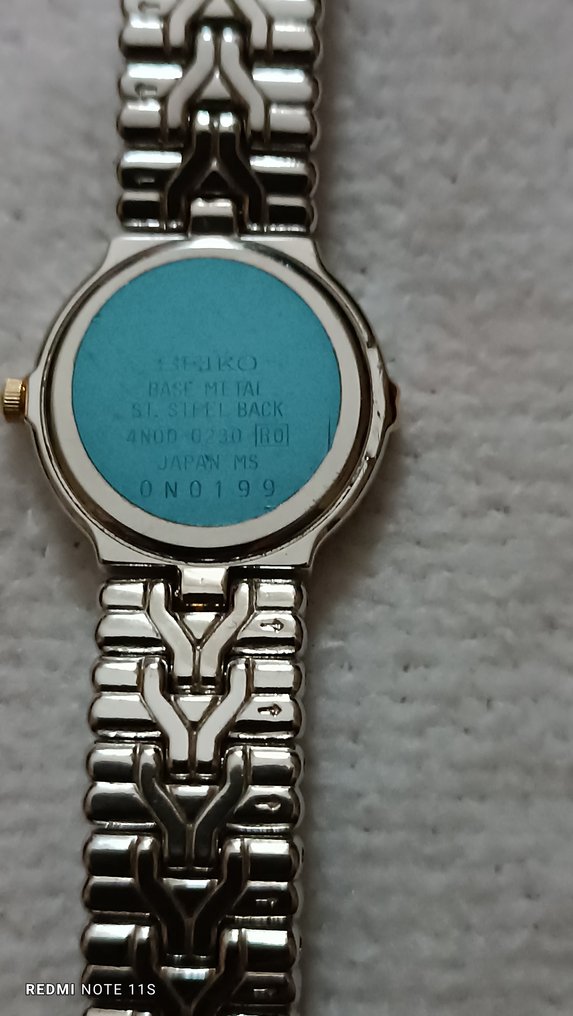 SEIKO
BASE METAL
ST. STEEL BACK
4N00-0230 R0
JAPAN MS
0N0199
REDMI NOTE 11S